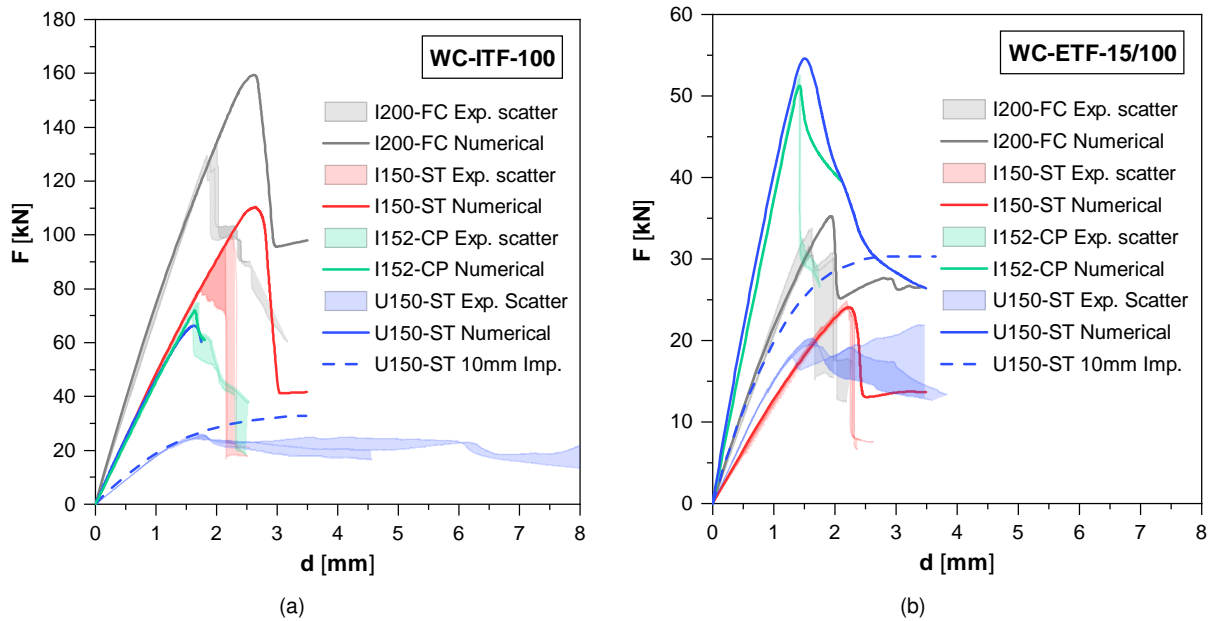 WC-ITF-100
I200-FC Exp. scatter
I200-FC Numerical
I150-ST Exp. scatter
I150-ST Numerical
I152-CP Exp. scatter
I152-CP Numerical
U150-ST Exp. Scatter
U150-ST Numerical
U150-ST 10mm Imp.
F [kN]
180
160
140
120
100
80
60
40
20
0
0 1 2 3 4 5 6 7 8
d [mm]
(a)
WC-ETF-15/100
I200-FC Exp. scatter
I200-FC Numerical
I150-ST Exp. scatter
I150-ST Numerical
I152-CP Exp. scatter
I152-CP Numerical
U150-ST Exp. Scatter
U150-ST Numerical
U150-ST 10mm Imp.
F [kN]
60
50
40
30
20
10
0
0 1 2 3 4 5 6 7 8
d [mm]
(b)